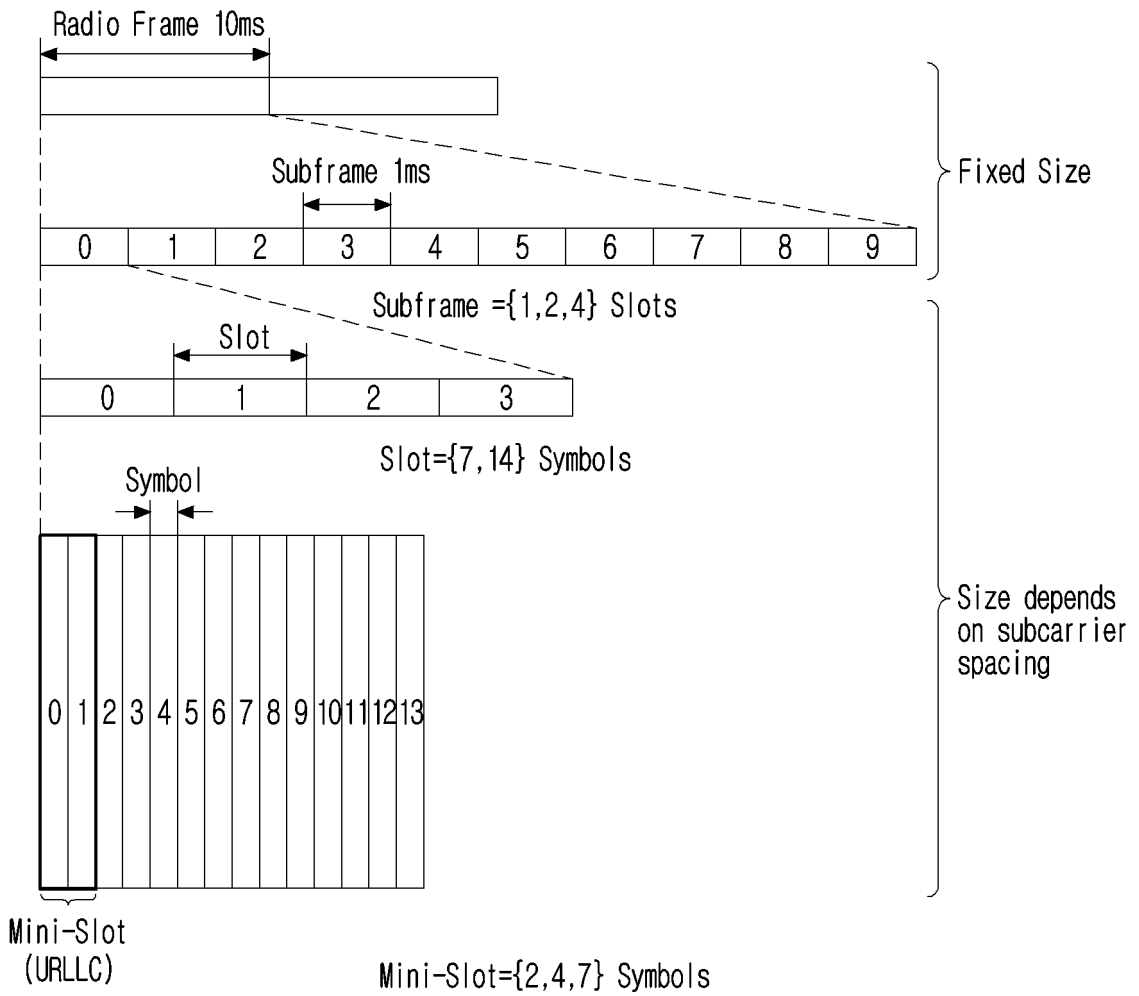 Radio Frame 10ms
Subframe 1ms
Fixed Size
0 1 2 3 4 5 6 7 8 9
Subframe ={1,2,4} Slots
Slot
0 1 2 3
Slot={7,14} Symbols
Symbol
Size depends
on subcarrier
spacing
0 1 2 3 4 5 6 7 8 9 10 11 12 13
Mini-Slot
(URLLC)
Mini-Slot={2,4,7} Symbols